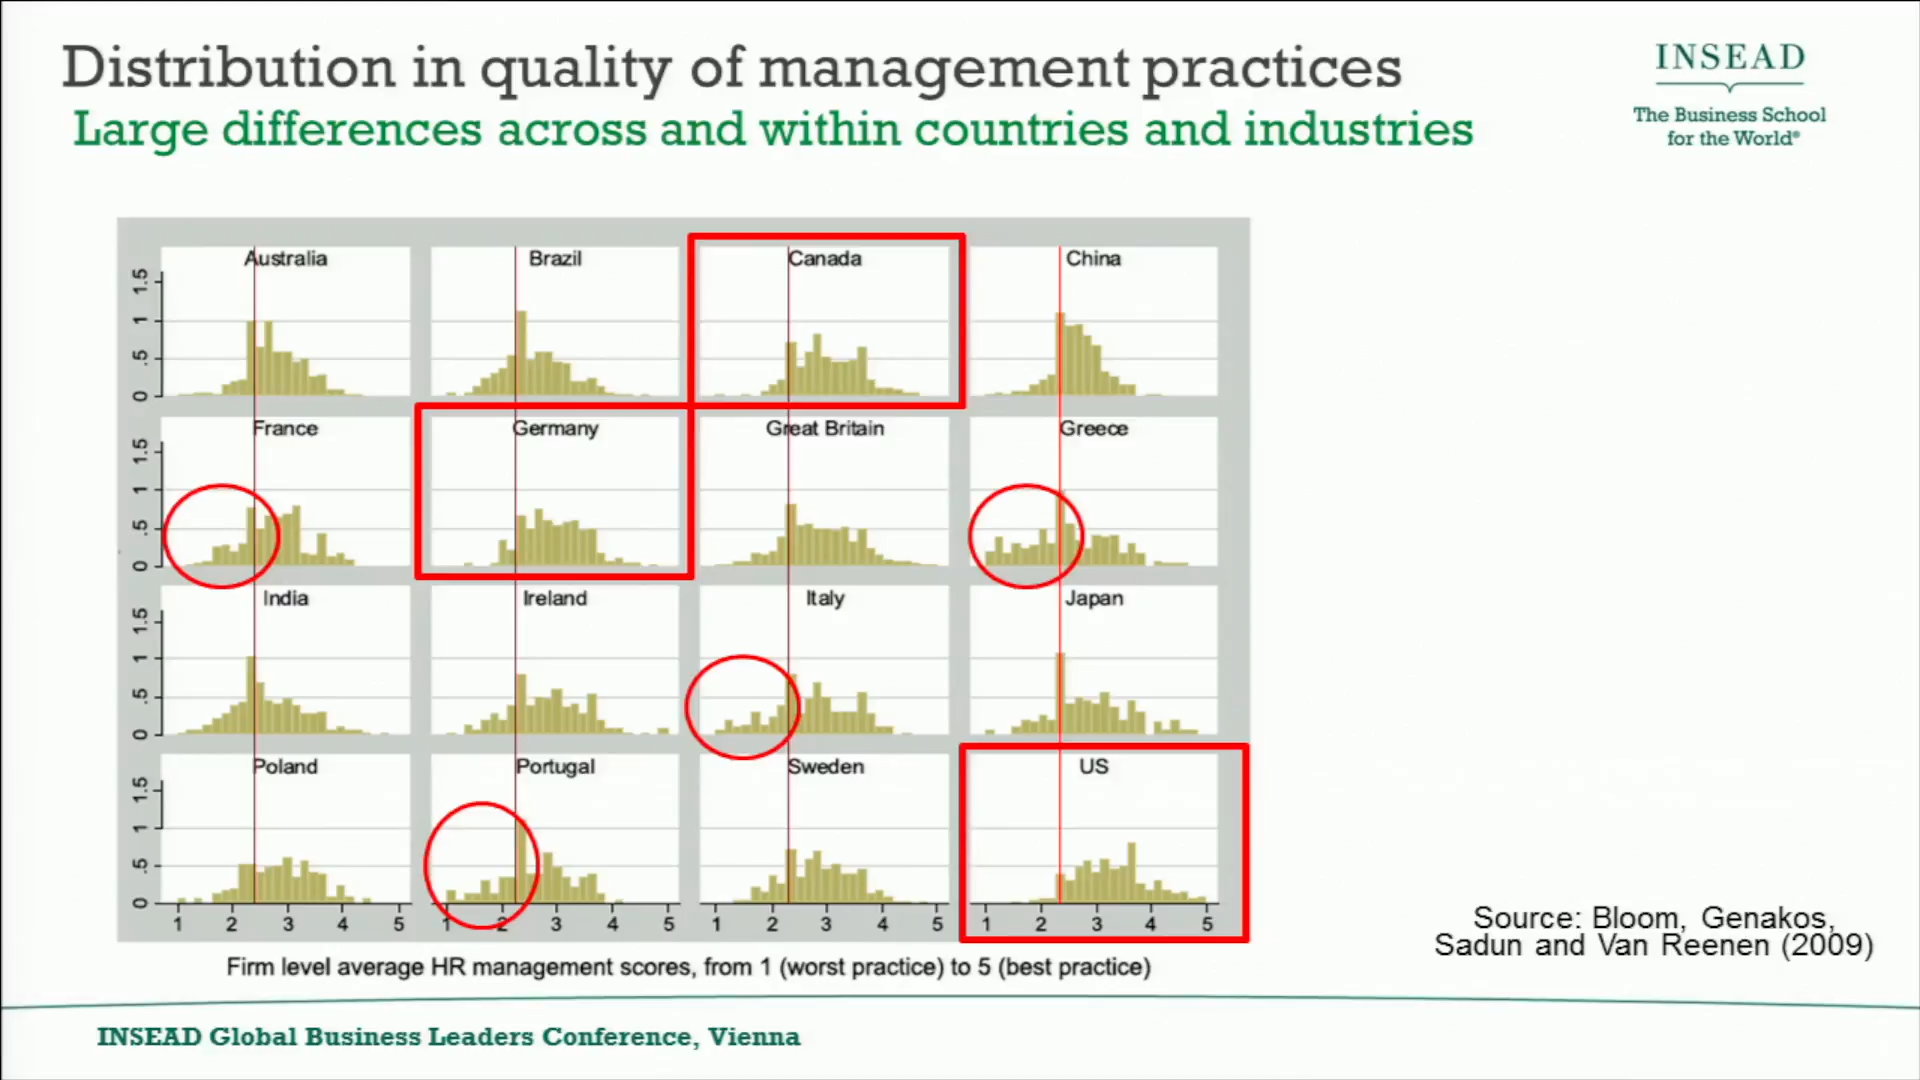 Distribution in quality of management practices
Large differences across and within countries and industries
INSEAD
The Business School
for the World®
Australia Brazil Canada China
1.5
1
.5
0
France Germany Great Britain Greece
1.5
1
.5
0
India Ireland Italy Japan
1.5
1
.5
0
Poland Portugal Sweden US
1.5
1
.5
0
1 2 3 4 5 1 2 3 4 5 1 2 3 4 5 1 2 3 4 5
Firm level average HR management scores, from 1 (worst practice) to 5 (best practice)
Source: Bloom, Genakos,
Sadun and Van Reenen (2009)
INSEAD Global Business Leaders Conference, Vienna